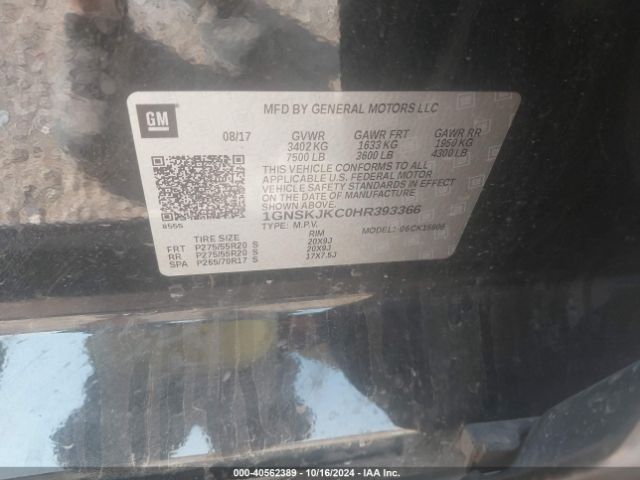 GM
MFD BY GENERAL MOTORS LLC
08/17 GVWR GAWR FRT GAWR RR
3402 KG 1633 KG 1950 KG
7500 LB 3600 LB 4300 LB
THIS VEHICLE CONFORMS TO ALL
APPLICABLE U.S. FEDERAL MOTOR
VEHICLE SAFETY STANDARDS IN EFFECT
ON THE DATE OF MANUFACTURE
SHOWN ABOVE.
1GNSKJKC0HR393366
TYPE: M.P.V. MODEL:
TIRE SIZE RIM
FRT P275/55R20 S 20X9J
RR P275/55R20 S 20X9J
SPA P265/70R17 S 17X7.5J
000-40562389 - 10/16/2024 - IAA Inc.